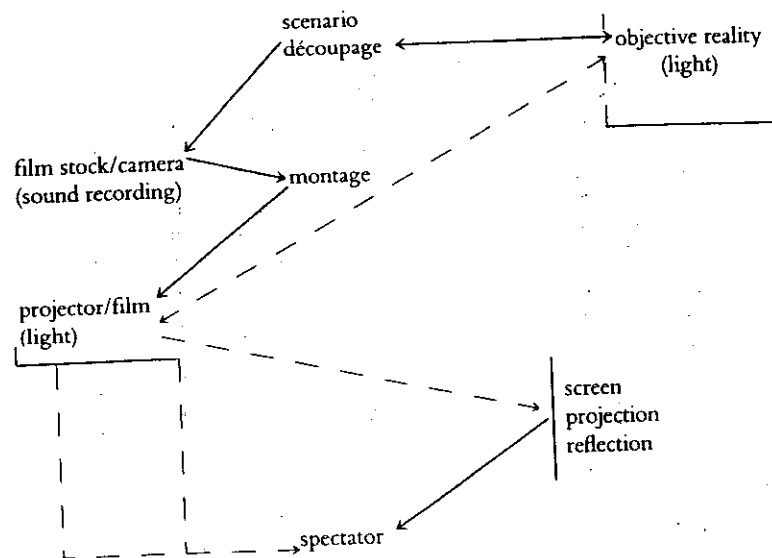 scenario
découpage
objective reality
(light)
film stock/camera
(sound recording)
montage
projector/film
(light)
screen
projection
reflection
spectator